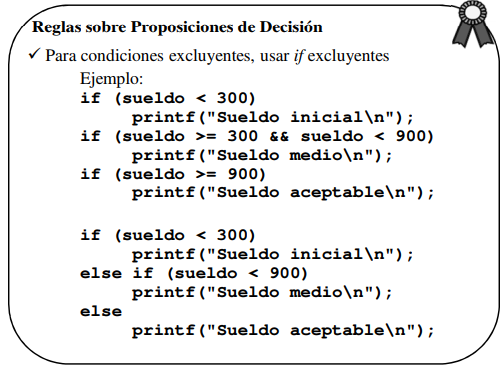 Reglas sobre Proposiciones de Decisión
✓ Para condiciones excluyentes, usar if excluyentes
Ejemplo:
if (sueldo < 300)
printf("Sueldo inicial\n");
if (sueldo >= 300 && sueldo < 900)
printf("Sueldo medio\n");
if (sueldo >= 900)
printf("Sueldo aceptable\n");
if (sueldo < 300)
printf("Sueldo inicial\n");
else if (sueldo < 900)
printf("Sueldo medio\n");
else
printf("Sueldo aceptable\n");